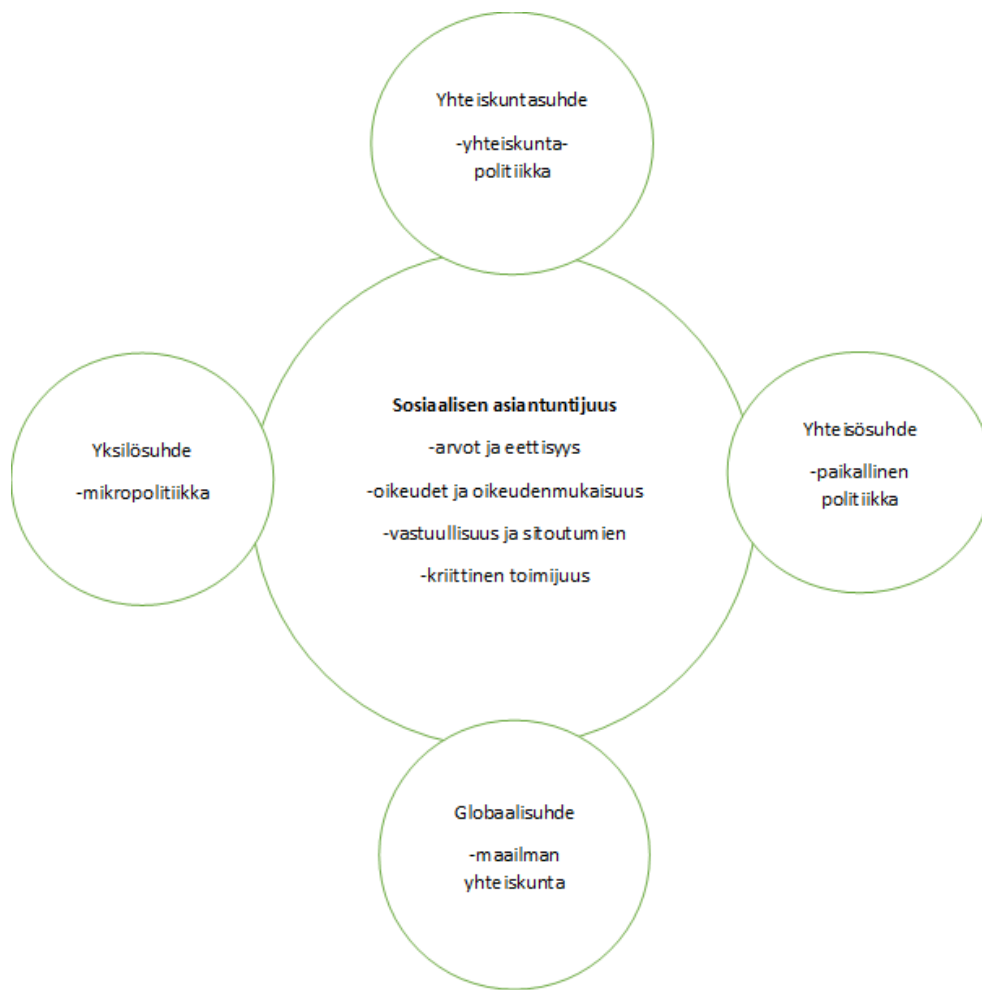 Yhteiskuntasuhde
-yhteiskunta-
politiikka
Sosiaalisen asiantuntijuus
-arvot ja eettisyys
-oikeudet ja oikeudenmukaisuus
-vastuullisuus ja sitoutumien
-kriittinen toimijuus
Yksilösuhde
-mikropolitiikka
Yhteisösuhde
-paikallinen
politiikka
Globaalisuhde
-maailman
yhteiskunta